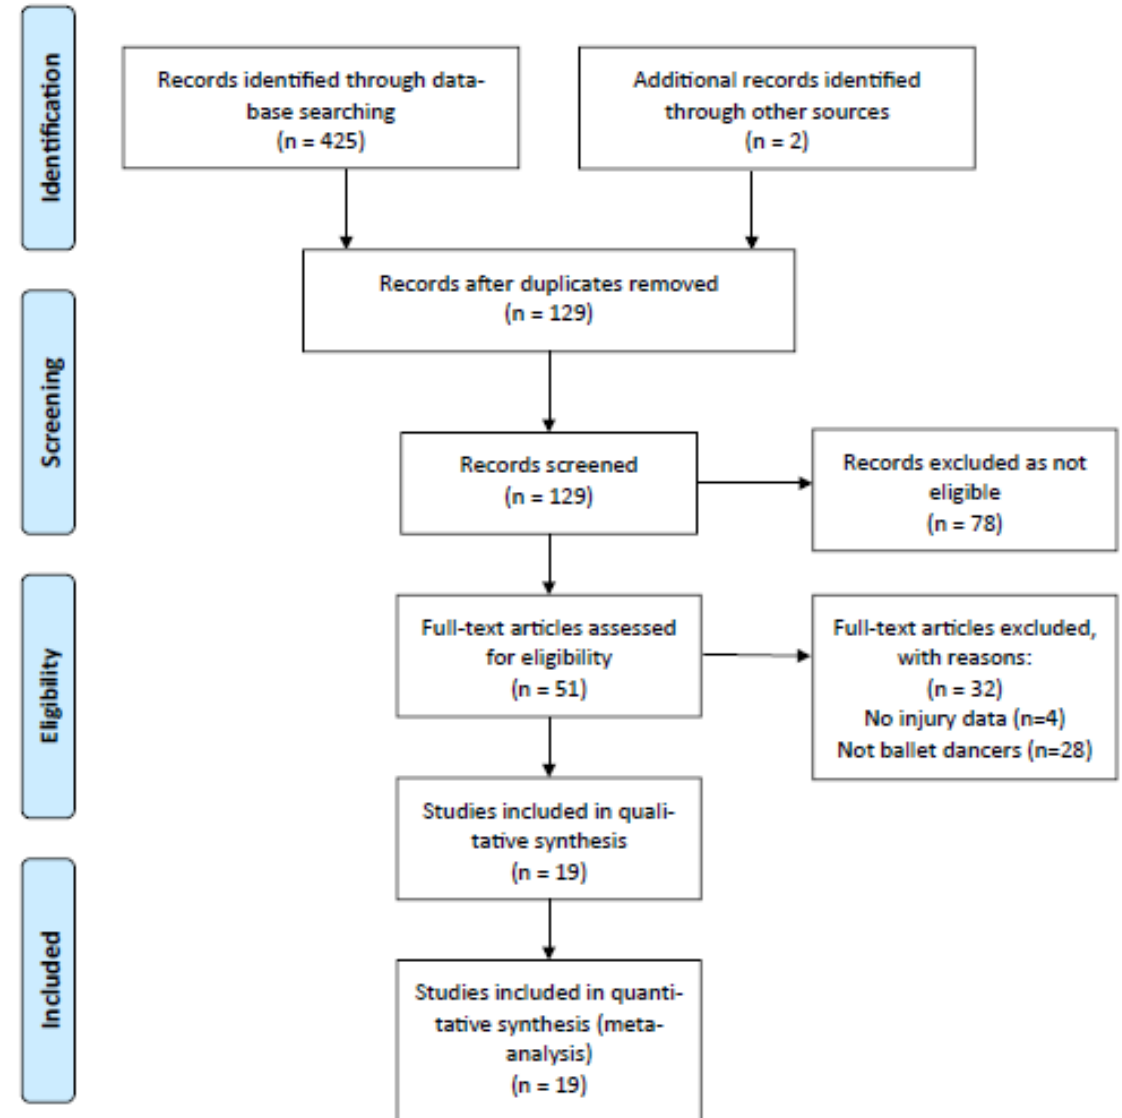 Identification
Records identified through data-
base searching
(n = 425)
Additional records identified
through other sources
(n = 2)
Records after duplicates removed
(n = 129)
Screening
Records screened
(n = 129)
Records excluded as not
eligible
(n = 78)
Eligibility
Full-text articles assessed
for eligibility
(n = 51)
Full-text articles excluded,
with reasons:
(n = 32)
No injury data (n=4)
Not ballet dancers (n=28)
Studies included in quali-
tative synthesis
(n = 19)
Included
Studies included in quanti-
tative synthesis (meta-
analysis)
(n = 19)